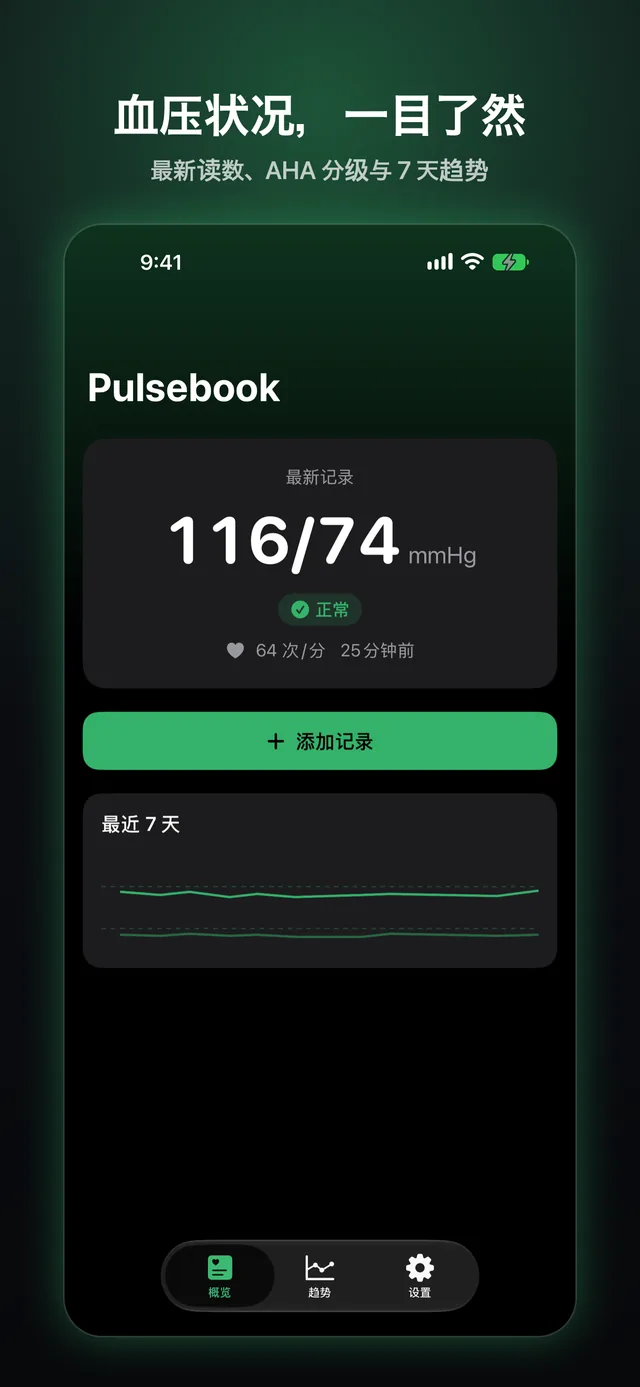 血压状况，一目了然
最新读数、AHA 分级与 7 天趋势
9:41
Pulsebook
最新记录
116/74 mmHg
正常
64 次/分 25分钟前
+ 添加记录
最近 7 天
概览 趋势 设置